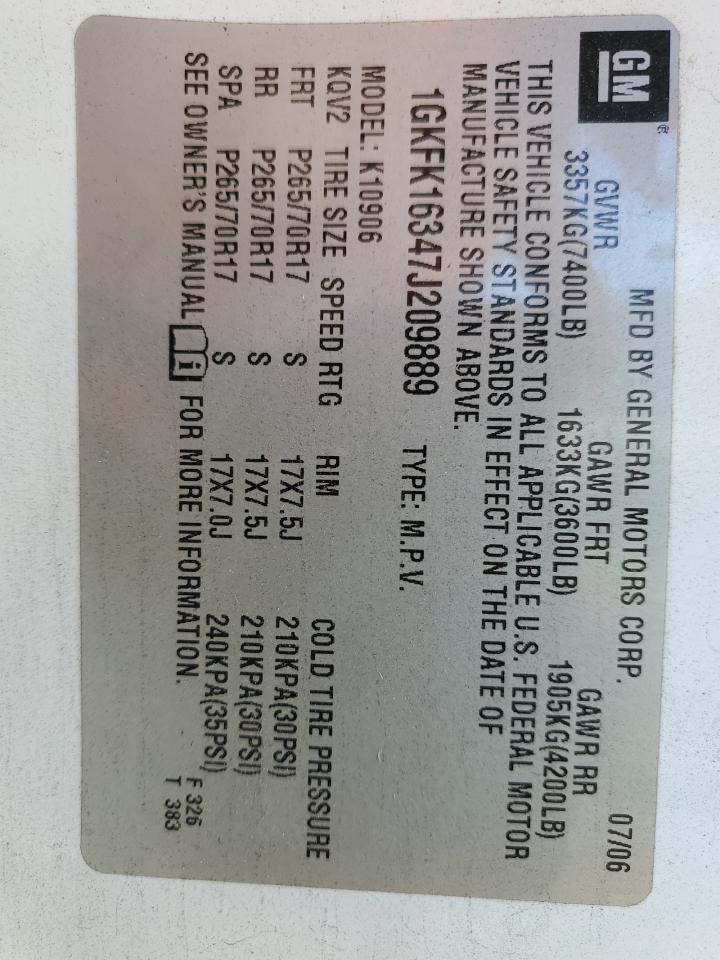 GM
MFD BY GENERAL MOTORS CORP. 07/06
GVWR GAWR FRT GAWR RR
3357KG(7400LB) 1633KG(3600LB) 1905KG(4200LB)
THIS VEHICLE CONFORMS TO ALL APPLICABLE U.S. FEDERAL MOTOR
VEHICLE SAFETY STANDARDS IN EFFECT ON THE DATE OF
MANUFACTURE SHOWN ABOVE.
1GKFK16347J209889 TYPE: M.P.V.
MODEL: K10906
KQV2 TIRE SIZE SPEED RTG RIM COLD TIRE PRESSURE
FRT P265/70R17 S 17X7.5J 210KPA(30PSI)
RR P265/70R17 S 17X7.5J 210KPA(30PSI)
SPA P265/70R17 S 17X7.0J 240KPA(35PSI)
SEE OWNER'S MANUAL i FOR MORE INFORMATION.
F 326
T 383